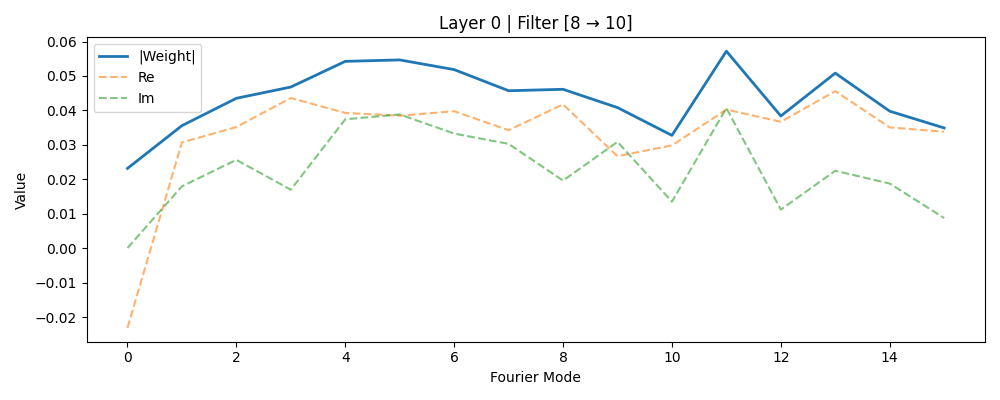 Layer 0 | Filter [8 → 10]
|Weight|
Re
Im
Value
0.06
0.05
0.04
0.03
0.02
0.01
0.00
−0.01
−0.02
0 2 4 6 8 10 12 14
Fourier Mode